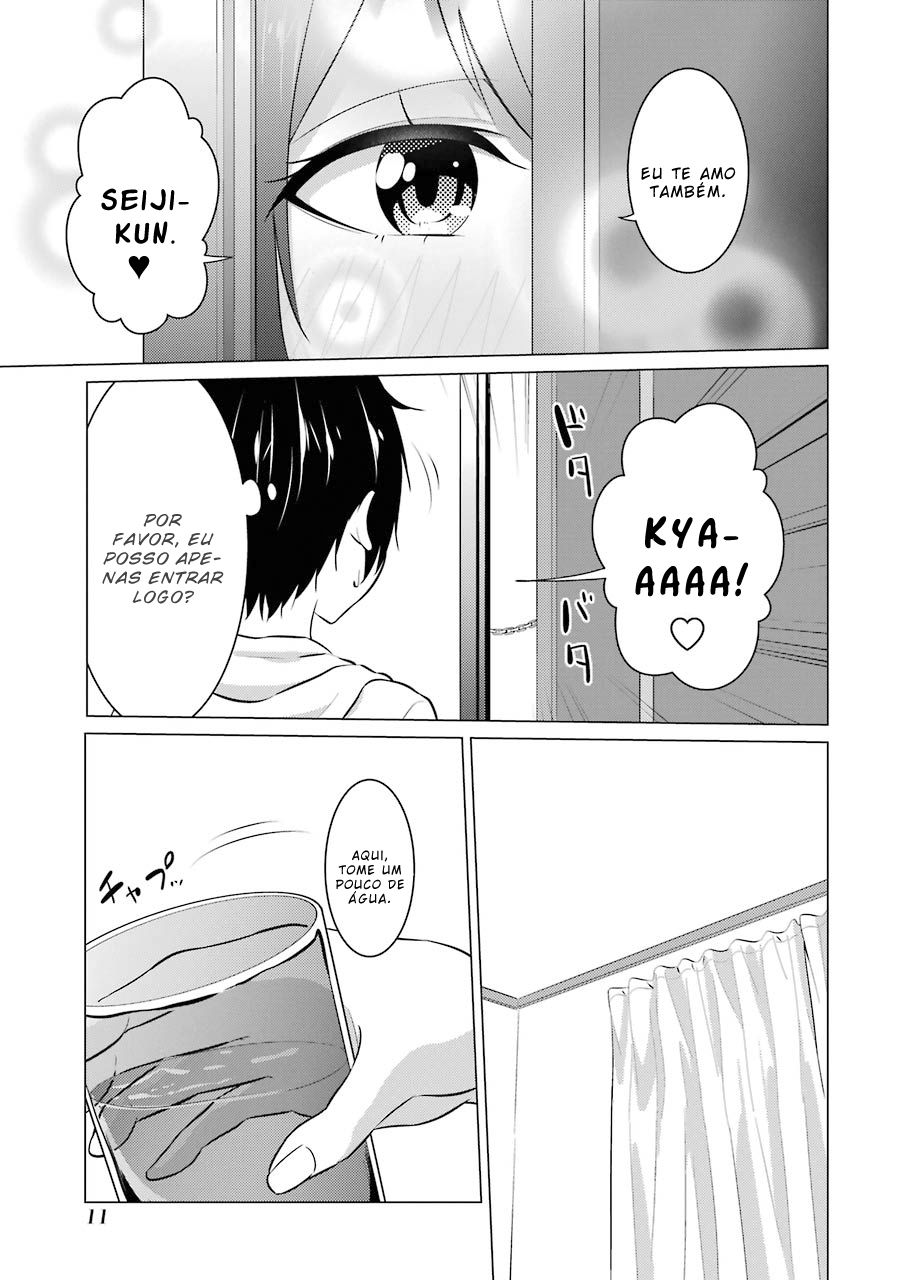 EU TE AMO
TAMBÉM.
SEIJI-
KUN.
♥
ドタ
バタ
KYA-
AAAA!
♡
POR
FAVOR, EU
POSSO APE-
NAS ENTRAR
LOGO?
AQUI,
TOME UM
POUCO DE
ÁGUA.
チャプ…
11